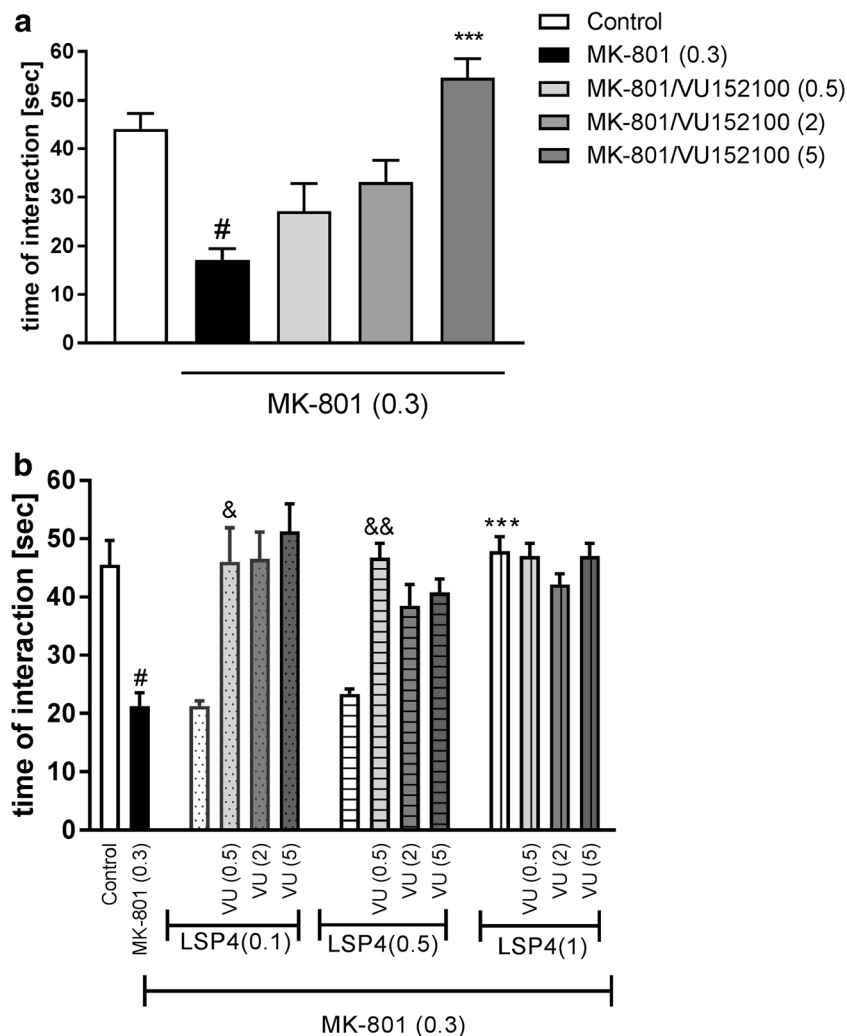 a
time of interaction [sec]
60
50
40
30
20
10
0
#
***
MK-801 (0.3)
Control
MK-801 (0.3)
MK-801/VU152100 (0.5)
MK-801/VU152100 (2)
MK-801/VU152100 (5)
b
time of interaction [sec]
60
50
40
30
20
10
0
#
&
&&
***
Control
MK-801 (0.3)
VU (0.5)
VU (2)
VU (5)
VU (0.5)
VU (2)
VU (5)
VU (0.5)
VU (2)
VU (5)
LSP4(0.1)
LSP4(0.5)
LSP4(1)
MK-801 (0.3)